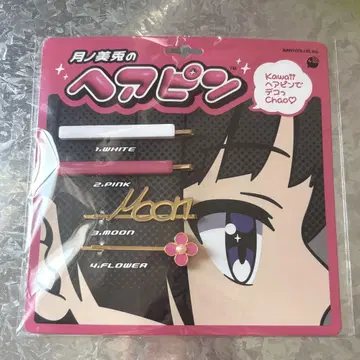 月ノ美兎の
ヘアピン
Kawaii
ヘアピンで
デコっ
Chao♡
1.WHITE
2.PINK
Moon
3.MOON
4.FLOWER